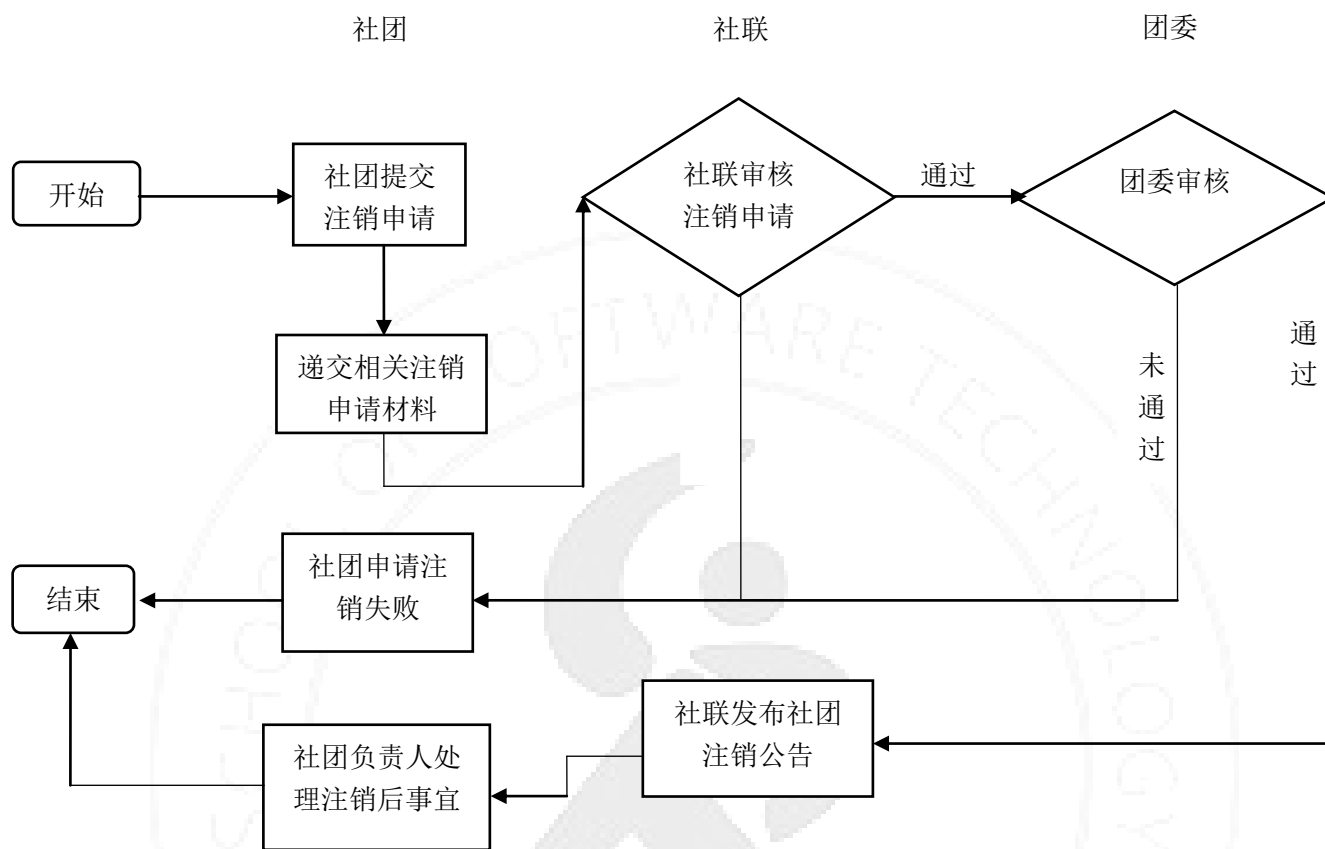 社团
社联
团委
开始
社团提交
注销申请
社联审核
注销申请
通过
团委审核
递交相关注销
申请材料
未
通
过
通
过
结束
社团申请注
销失败
社联发布社团
注销公告
社团负责人处
理注销后事宜
SCHOOL OF SOFTWARE TECHNOLOGY